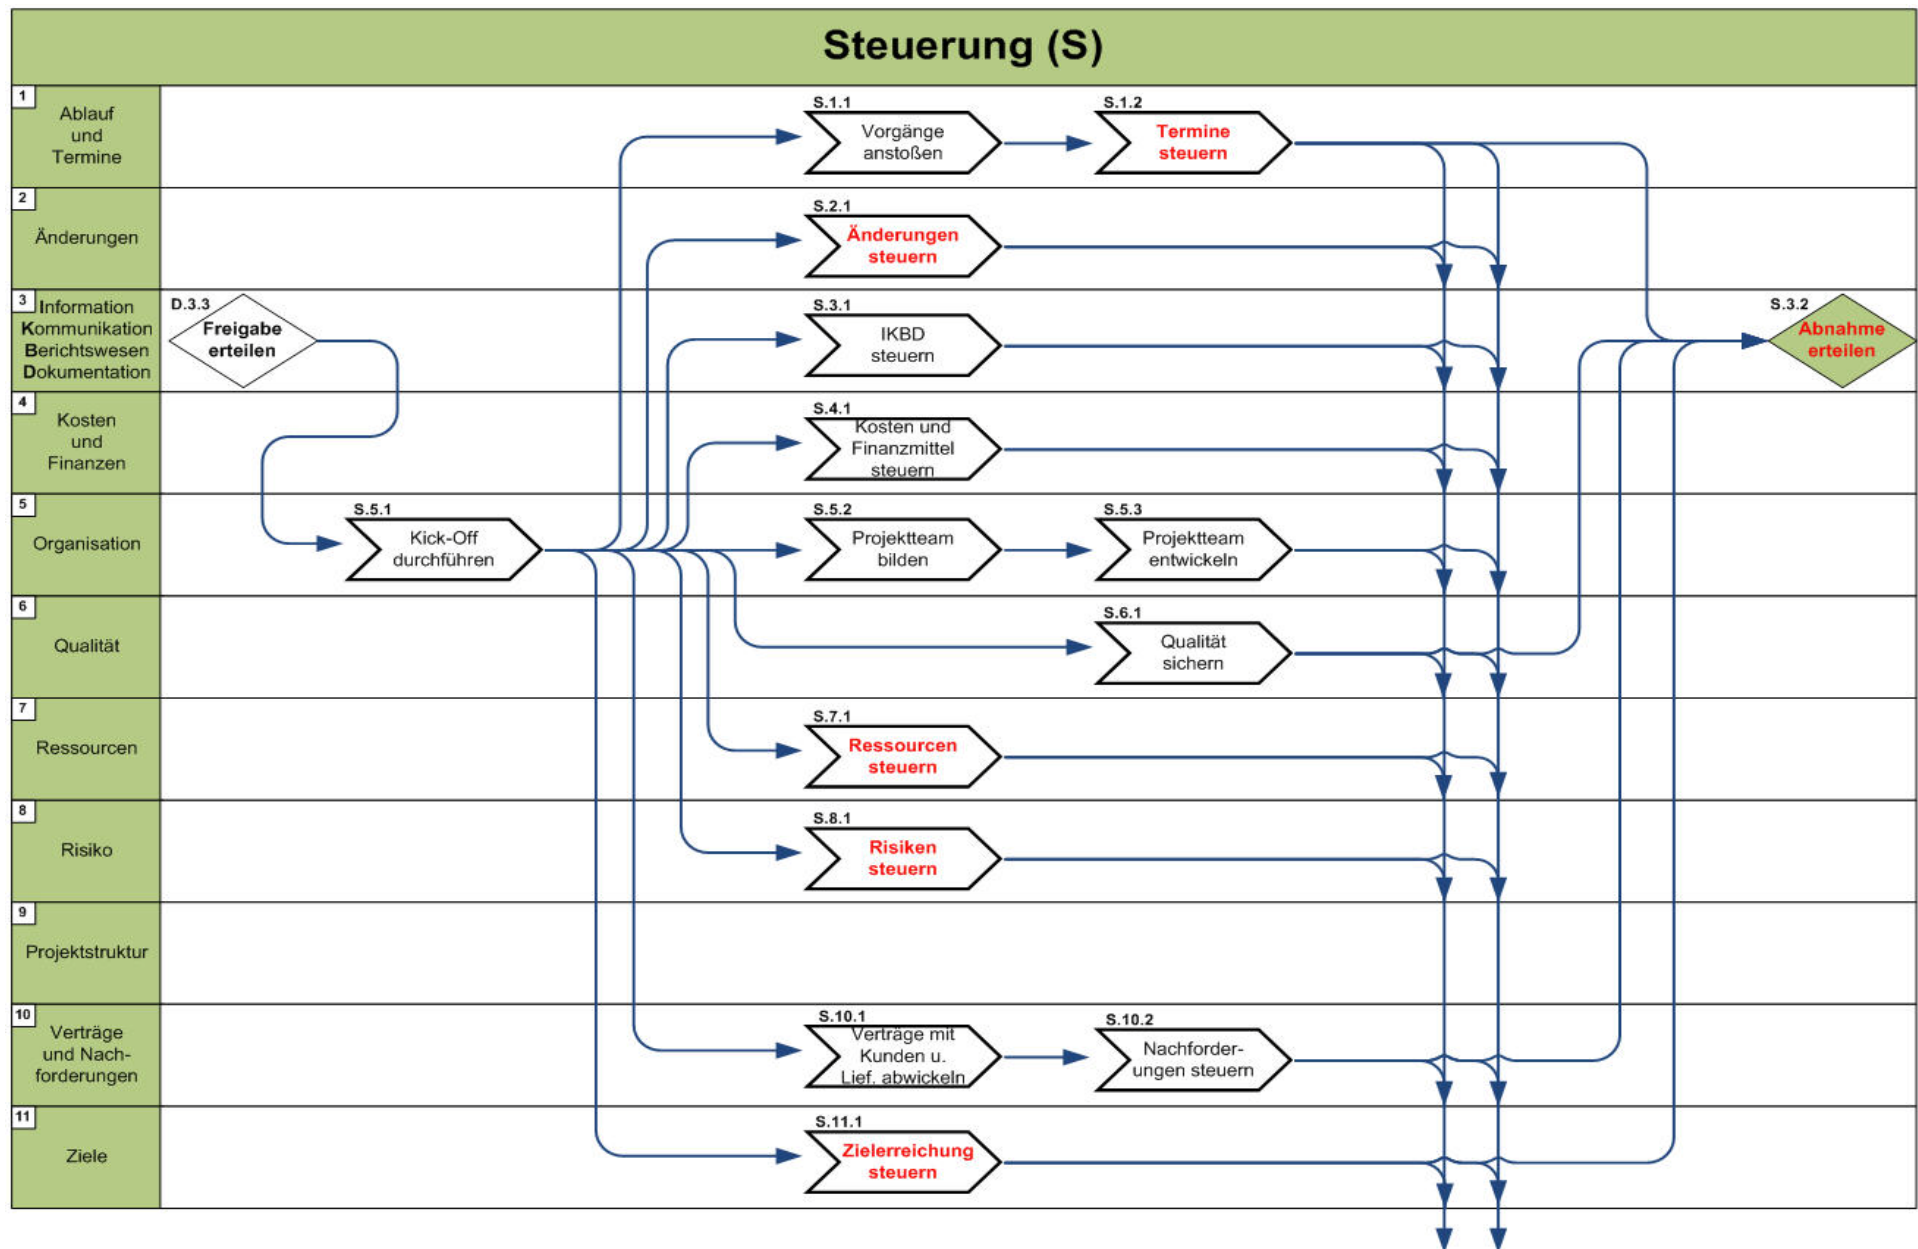 Steuerung (S)
1
Ablauf
und
Termine
S.1.1
Vorgänge
anstoßen
S.1.2
Termine
steuern
2
Änderungen
S.2.1
Änderungen
steuern
3
Information
Kommunikation
Berichtswesen
Dokumentation
D.3.3
Freigabe
erteilen
S.3.1
IKBD
steuern
S.3.2
Abnahme
erteilen
4
Kosten
und
Finanzen
S.4.1
Kosten und
Finanzmittel
steuern
5
Organisation
S.5.1
Kick-Off
durchführen
S.5.2
Projektteam
bilden
S.5.3
Projektteam
entwickeln
6
Qualität
S.6.1
Qualität
sichern
7
Ressourcen
S.7.1
Ressourcen
steuern
8
Risiko
S.8.1
Risiken
steuern
9
Projektstruktur
10
Verträge
und Nach-
forderungen
S.10.1
Verträge mit
Kunden u.
Lief. abwickeln
S.10.2
Nachforder-
ungen steuern
11
Ziele
S.11.1
Zielerreichung
steuern